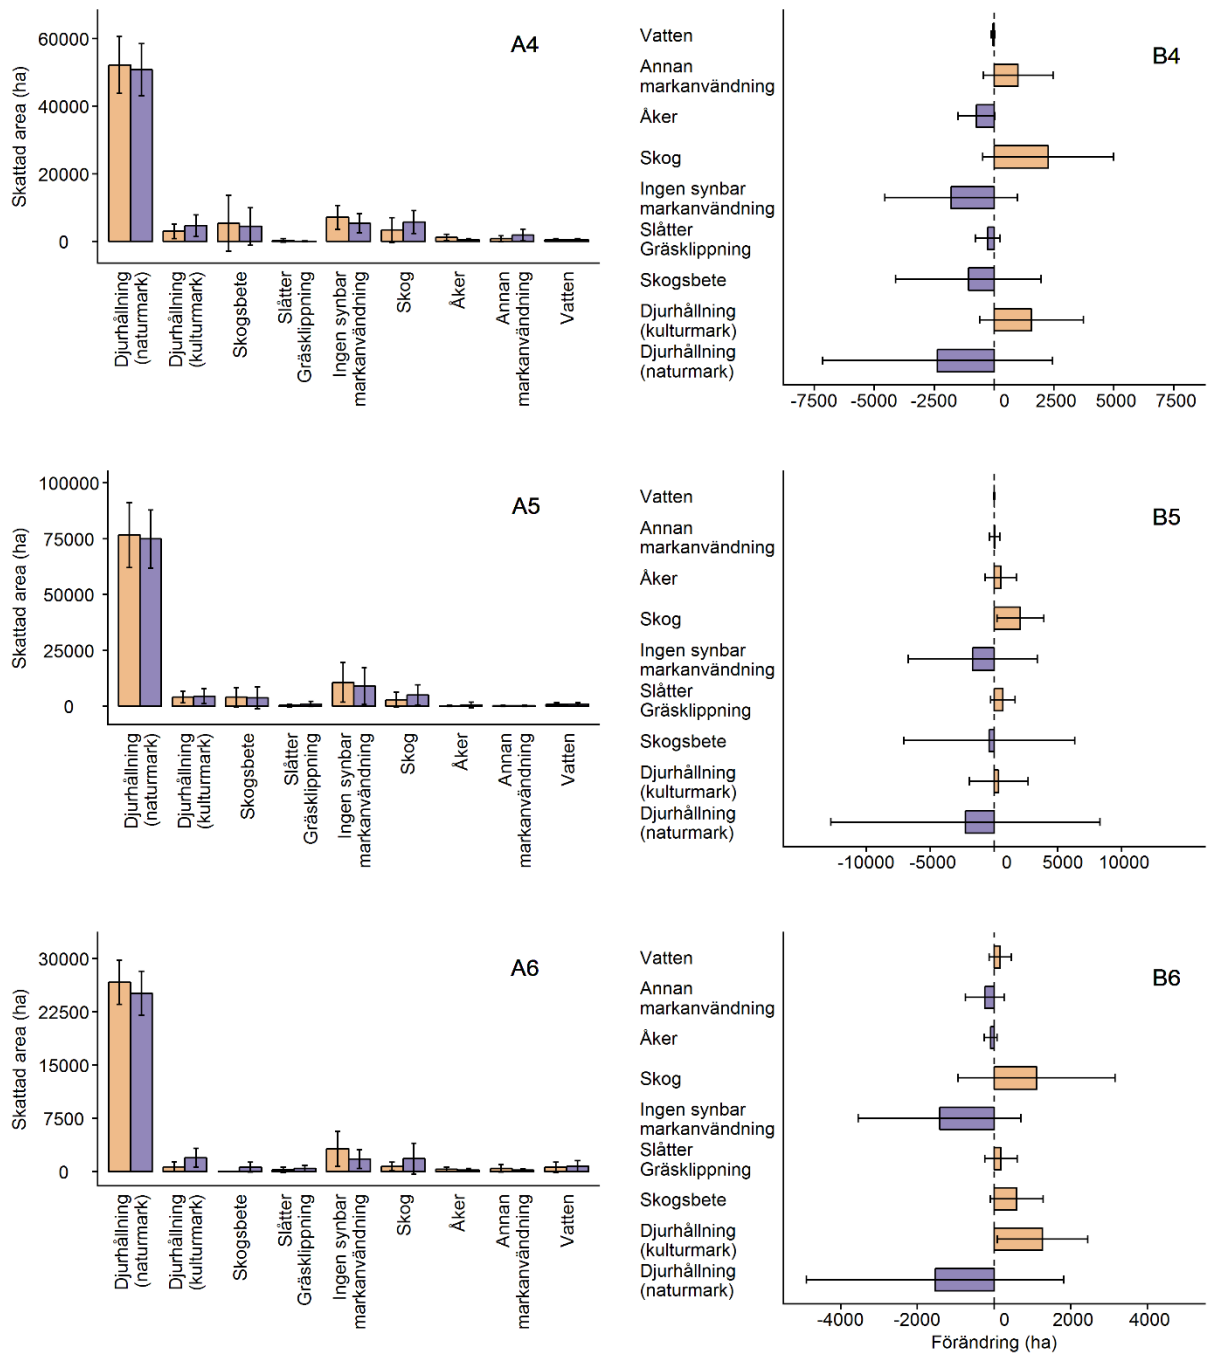 A4
Skattad area (ha)
60000
40000
20000
0
Djurhållning
(naturmark)
Djurhållning
(kulturmark)
Skogsbete
Slåtter
Gräsklippning
Ingen synbar
markanvändning
Skog
Åker
Annan
markanvändning
Vatten
B4
Vatten
Annan
markanvändning
Åker
Skog
Ingen synbar
markanvändning
Slåtter
Gräsklippning
Skogsbete
Djurhållning
(kulturmark)
Djurhållning
(naturmark)
-7500 -5000 -2500 0 2500 5000 7500
A5
Skattad area (ha)
100000
75000
50000
25000
0
Djurhållning
(naturmark)
Djurhållning
(kulturmark)
Skogsbete
Slåtter
Gräsklippning
Ingen synbar
markanvändning
Skog
Åker
Annan
markanvändning
Vatten
B5
Vatten
Annan
markanvändning
Åker
Skog
Ingen synbar
markanvändning
Slåtter
Gräsklippning
Skogsbete
Djurhållning
(kulturmark)
Djurhållning
(naturmark)
-10000 -5000 0 5000 10000
A6
Skattad area (ha)
30000
22500
15000
7500
0
Djurhållning
(naturmark)
Djurhållning
(kulturmark)
Skogsbete
Slåtter
Gräsklippning
Ingen synbar
markanvändning
Skog
Åker
Annan
markanvändning
Vatten
B6
Vatten
Annan
markanvändning
Åker
Skog
Ingen synbar
markanvändning
Slåtter
Gräsklippning
Skogsbete
Djurhållning
(kulturmark)
Djurhållning
(naturmark)
-4000 -2000 0 2000 4000
Förändring (ha)